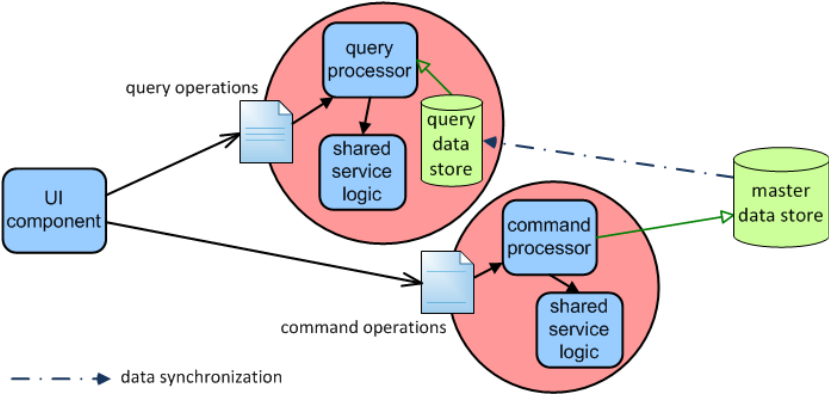 query
processor
query operations
query
data
store
shared
service
logic
UI
component
master
data store
command
processor
shared
service
logic
command operations
data synchronization